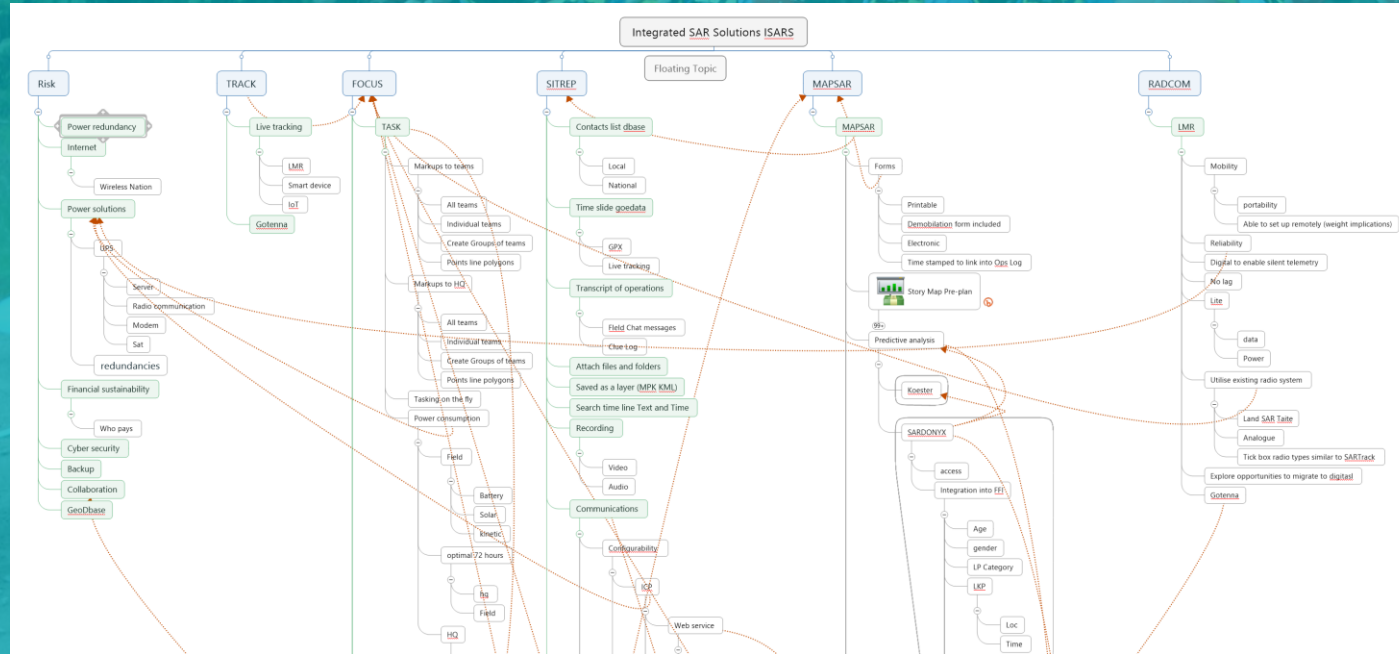 Integrated SAR Solutions ISARS
Floating Topic
Risk
Power redundancy
Internet
Wireless Nation
Power solutions
UPS
Server
Radio communication
Modem
Sat
redundancies
Financial sustainability
Who pays
Cyber security
Backup
Collaboration
GeoDbase
TRACK
Live tracking
LMR
Smart device
IoT
Gotenna
FOCUS
TASK
Markups to teams
All teams
Individual teams
Create Groups of teams
Points line polygons
Markups to HQ
All teams
Individual teams
Create Groups of teams
Points line polygons
Tasking on the fly
Power consumption
Field
Battery
Solar
kinetic
optimal 72 hours
hq
Field
HQ
SITREP
Contacts list dbase
Local
National
Time slide goedata
GPX
Live tracking
Transcript of operations
Field Chat messages
Clue Log
Attach files and folders
Saved as a layer (MPK KML)
Search time line Text and Time
Recording
Video
Audio
Communications
Configurability
ICP
Web service
MAPSAR
MAPSAR
Forms
Printable
Demobilation form included
Electronic
Time stamped to link into Ops Log
Story Map Pre-plan
99
Predictive analysis
Koester
SARDONYX
access
Integration into FFI
Age
gender
LP Category
LKP
Loc
Time
RADCOM
LMR
Mobility
portability
Able to set up remotely (weight implications)
Reliability
Digital to enable silent telemetry
No lag
Lite
data
Power
Utilise existing radio system
Land SAR Taite
Analogue
Tick box radio types similar to SARTrack
Explore opportunities to migrate to digitasl
Gotenna